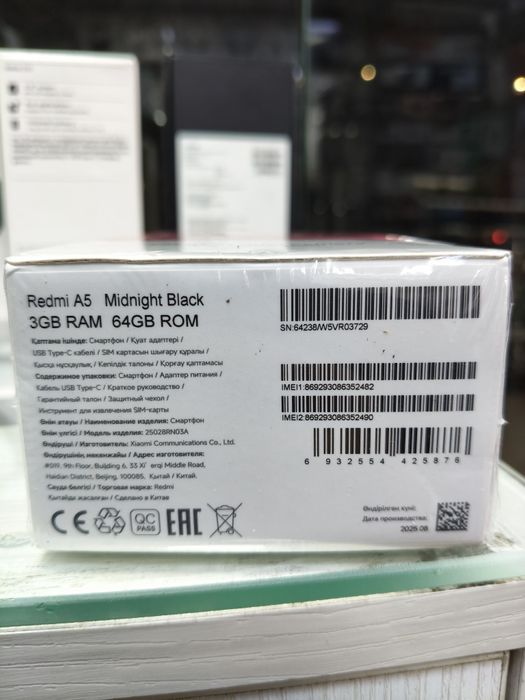 Redmi A5 Midnight Black
3GB RAM 64GB ROM
Қаптама ішінде: Смартфон / Қуат адаптері /
USB Type-C кабелі / SIM картасын шығару құралы /
Қысқа нұсқаулық / Кепілдік талоны / Қорғау қаптамасы
Содержимое упаковки: Смартфон / Адаптер питания /
Кабель USB Type-C / Краткое руководство /
Гарантийный талон / Защитный чехол /
Инструмент для извлечения SIM-карты
Өнім атауы / Наименование изделия: Смартфон
Өнім үлгісі / Модель изделия: 25028RN03A
Өндіруші / Изготовитель: Xiaomi Communications Co., Ltd.
Өндірушінің мекенжайы / Адрес изготовителя:
#019, 9th Floor, Building 6, 33 Xi erqi Middle Road,
Haidian District, Beijing, 100085, Қытай / Китай.
Сауда белгісі / Торговая марка: Redmi
Қытайда жасалған / Сделано в Китае
CE
QC
PASS
EAC
SN:64238/W5VR03729
IMEI1:869293086352482
IMEI2:869293086352490
6 932554 425876
Өндірілген күні:
Дата производства:
2025.08